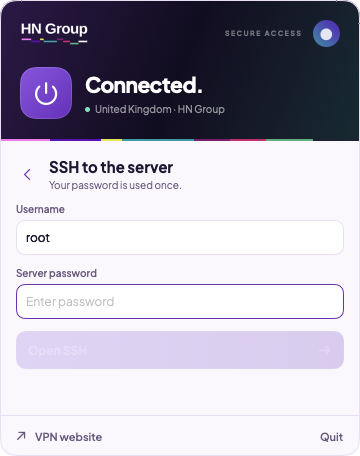 HN Group
SECURE ACCESS
Connected.
United Kingdom · HN Group
SSH to the server
Your password is used once.
Username
root
Server password
Enter password
Open SSH
VPN website
Quit